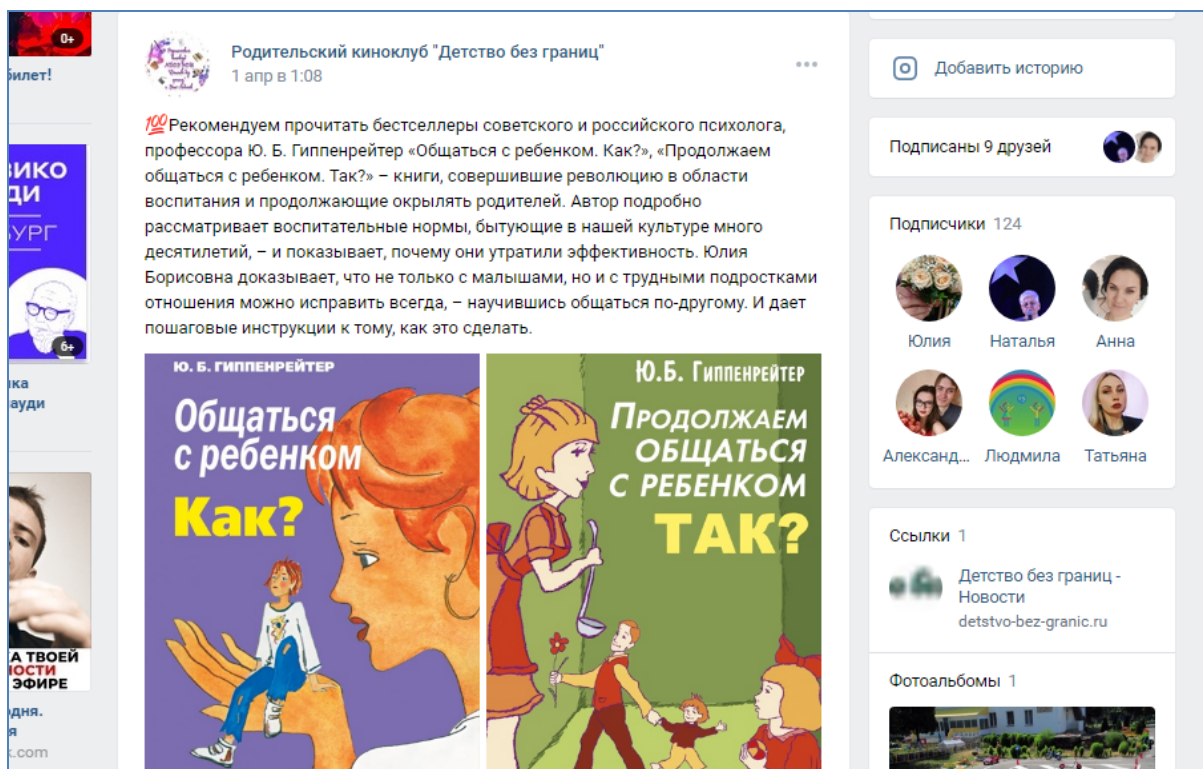 0+
билет!
ИКО
ДИ
БУРГ
6+
ика
ауди
А ТВОЕЙ
НОСТИ
ЭФИРЕ
одня.
я
k.com
Родительский киноклуб "Детство без границ"
1 апр в 1:08
💯Рекомендуем прочитать бестселлеры советского и российского психолога,
профессора Ю. Б. Гиппенрейтер «Общаться с ребенком. Как?», «Продолжаем
общаться с ребенком. Так?» – книги, совершившие революцию в области
воспитания и продолжающие окрылять родителей. Автор подробно
рассматривает воспитательные нормы, бытующие в нашей культуре много
десятилетий, – и показывает, почему они утратили эффективность. Юлия
Борисовна доказывает, что не только с малышами, но и с трудными подростками
отношения можно исправить всегда, – научившись общаться по-другому. И дает
пошаговые инструкции к тому, как это сделать.
Ю. Б. ГИППЕНРЕЙТЕР
Общаться
с ребенком
Как?
Ю.Б. ГИППЕНРЕЙТЕР
ПРОДОЛЖАЕМ
ОБЩАТЬСЯ
С РЕБЕНКОМ
ТАК?
Добавить историю
Подписаны 9 друзей
Подписчики 124
Юлия Наталья Анна
Александ... Людмила Татьяна
Ссылки 1
Детство без границ -
Новости
detstvo-bez-granic.ru
Фотоальбомы 1